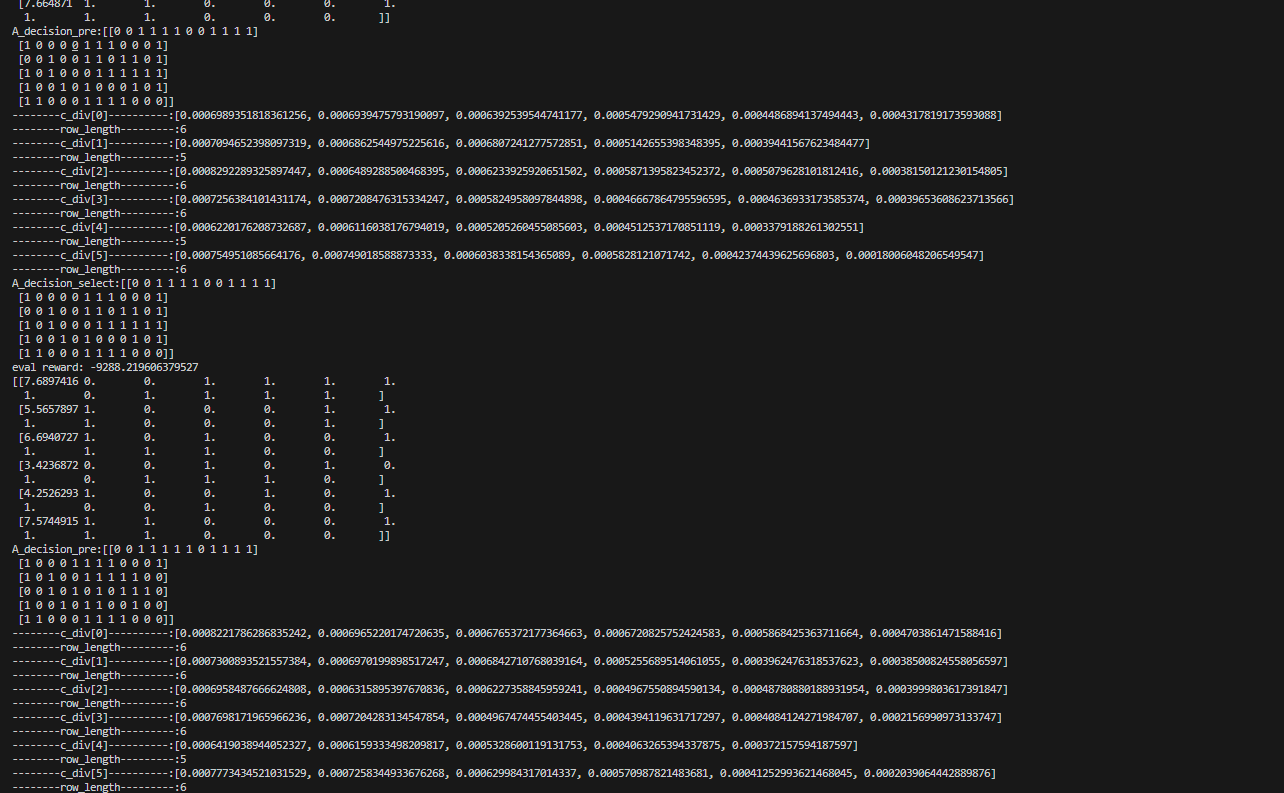 [7.664871 1. 1. 0. 0. 0. 1.
1. 1. 1. 0. 0. 0. ]]
A_decision_pre:[[0 0 1 1 1 1 0 0 1 1 1 1]
[1 0 0 0 0 1 1 1 0 0 0 1]
[0 0 1 0 0 1 1 0 1 1 0 1]
[1 0 1 0 0 0 1 1 1 1 1 1]
[1 0 0 1 0 1 0 0 0 1 0 1]
[1 1 0 0 0 1 1 1 1 0 0 0]]
--------c_div[0]----------:[0.0006989351818361256, 0.0006939475793190097, 0.0006392539544741177, 0.0005479290941731429, 0.0004486894137494443, 0.0004317819173593088]
--------row_length---------:6
--------c_div[1]----------:[0.0007094652398097319, 0.0006862544975225616, 0.0006807241277572851, 0.000514265539834839​5, 0.00039441567623484477]
--------row_length---------:5
--------c_div[2]----------:[0.0008292289325897447, 0.0006489288500468395, 0.0006233925920651502, 0.0005871395823452372, 0.0005079628101812416, 0.00038150121230154805]
--------row_length---------:6
--------c_div[3]----------:[0.0007256384101431174, 0.0007208476315334247, 0.0005824958097844898, 0.00046667864795596595, 0.0004636933173585374, 0.00039653608623713566]
--------row_length---------:6
--------c_div[4]----------:[0.0006220176208732687, 0.0006116038176794019, 0.0005205260455085603, 0.0004512537170851119, 0.0003379188261302551]
--------row_length---------:5
--------c_div[5]----------:[0.000754951085664176, 0.000749018588873333, 0.0006038338154365089, 0.0005828121071742, 0.00042374439625696803, 0.00018006048206549547]
--------row_length---------:6
A_decision_select:[[0 0 1 1 1 1 0 0 1 1 1 1]
[1 0 0 0 0 1 1 1 0 0 0 1]
[0 0 1 0 0 1 1 0 1 1 0 1]
[1 0 1 0 0 0 1 1 1 1 1 1]
[1 0 0 1 0 1 0 0 0 1 0 1]
[1 1 0 0 0 1 1 1 1 0 0 0]]
eval reward: -9288.219606379527
[[7.6897416 0. 0. 1. 1. 1. 1.
1. 0. 1. 1. 1. 1. ]
[5.5657897 1. 0. 0. 0. 1. 1.
1. 1. 0. 0. 0. 1. ]
[6.6940727 1. 0. 1. 0. 0. 1.
1. 1. 1. 1. 0. 0. ]
[3.4236872 0. 0. 1. 0. 1. 0.
1. 0. 1. 1. 1. 0. ]
[4.2526293 1. 0. 0. 1. 0. 1.
1. 0. 0. 1. 0. 0. ]
[7.5744915 1. 1. 0. 0. 0. 1.
1. 1. 1. 0. 0. 0. ]]
A_decision_pre:[[0 0 1 1 1 1 1 0 1 1 1 1]
[1 0 0 0 1 1 1 1 0 0 0 1]
[1 0 1 0 0 1 1 1 1 1 0 0]
[0 0 1 0 1 0 1 0 1 1 1 0]
[1 0 0 1 0 1 1 0 0 1 0 0]
[1 1 0 0 0 1 1 1 1 0 0 0]]
--------c_div[0]----------:[0.0008221786286835242, 0.0006965220174720635, 0.0006765372177364663, 0.0006720825752424583, 0.0005868425363711664, 0.0004703861471588416]
--------row_length---------:6
--------c_div[1]----------:[0.0007300893521557384, 0.0006970199898517247, 0.0006842710768039164, 0.0005255689514061055, 0.0003962476318537623, 0.00038500824558056597]
--------row_length---------:6
--------c_div[2]----------:[0.0006958487666624808, 0.0006315895397670836, 0.0006227358845959241, 0.0004967550894590134, 0.00048780880188931954, 0.0003999803617391847]
--------row_length---------:6
--------c_div[3]----------:[0.0007698171965966236, 0.0007204283134547854, 0.0004967474455403445, 0.0004394119631717297, 0.0004084124271984707, 0.0002156990973133747]
--------row_length---------:6
--------c_div[4]----------:[0.0006419038944052327, 0.0006159333498209817, 0.0005328600119131753, 0.0004063265394337875, 0.000372157594187597]
--------row_length---------:5
--------c_div[5]----------:[0.0007773434521031529, 0.0007258344933676268, 0.00062998431701433​7, 0.000570987821483681, 0.00041252993621468045, 0.0002039064442889876]
--------row_length---------:6